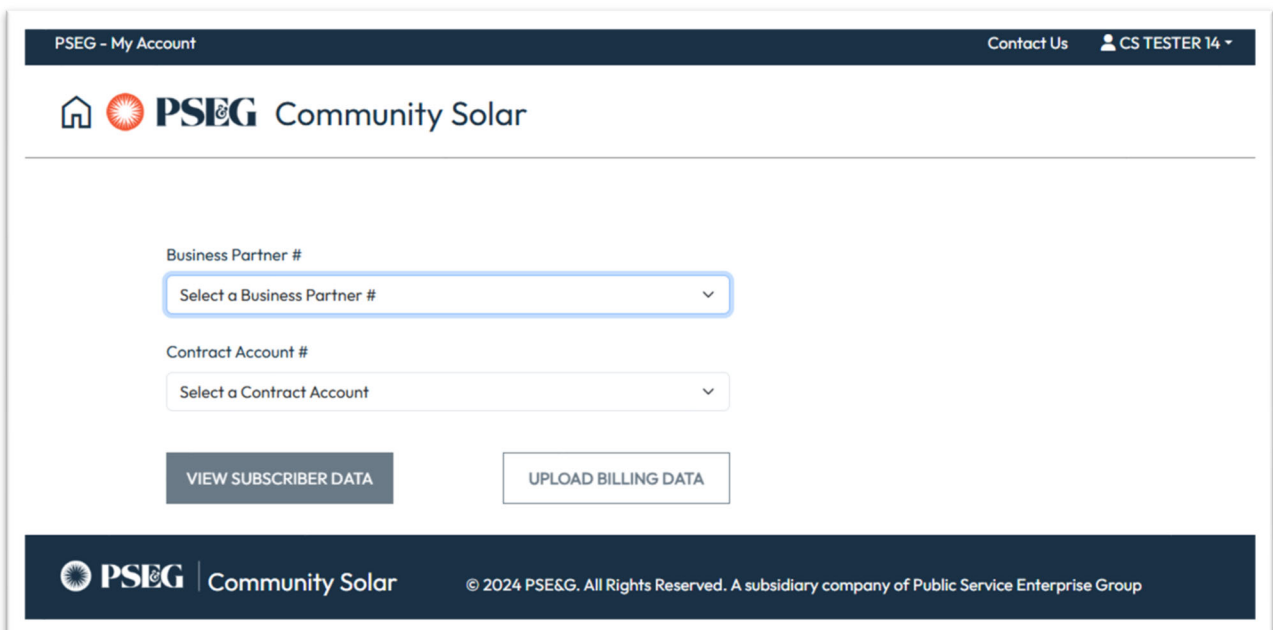 PSEG - My Account Contact Us CS TESTER 14
PSE&G Community Solar
Business Partner #
Select a Business Partner #
Contract Account #
Select a Contract Account
VIEW SUBSCRIBER DATA UPLOAD BILLING DATA
PSE&G Community Solar © 2024 PSE&G. All Rights Reserved. A subsidiary company of Public Service Enterprise Group